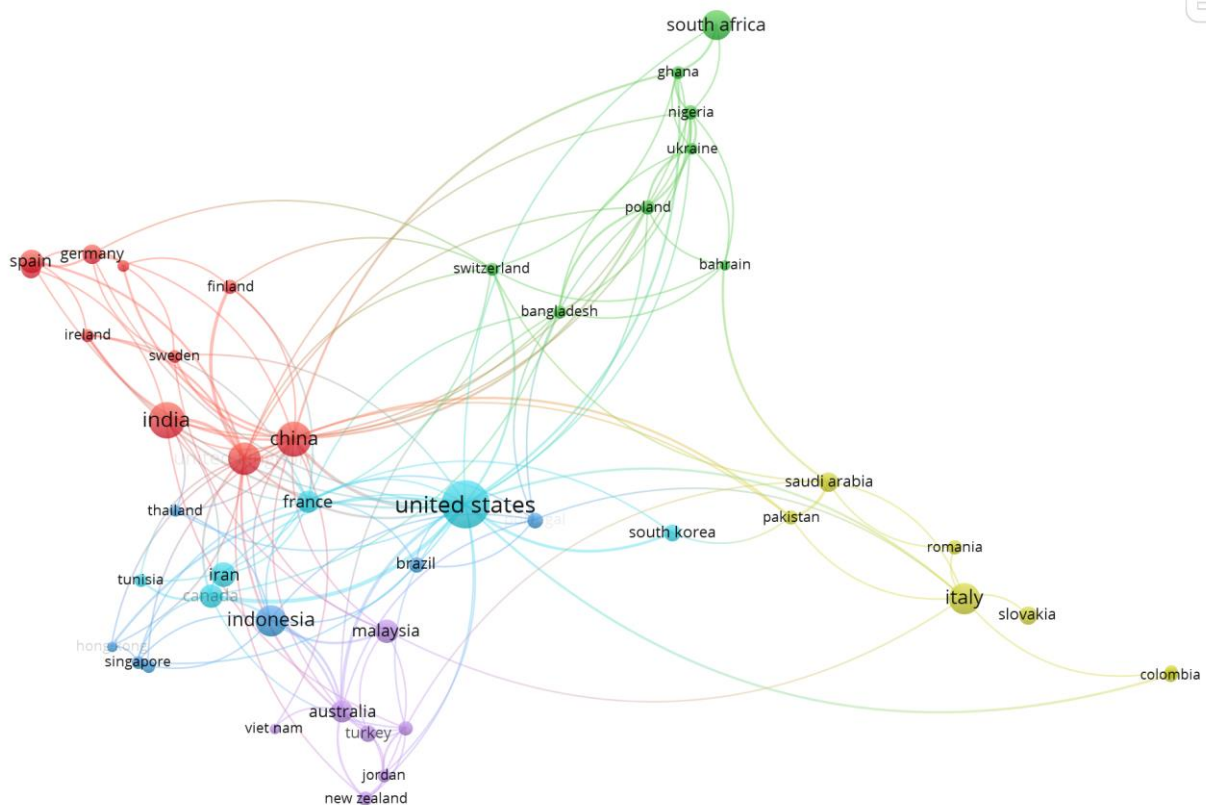 south africa
ghana
nigeria
ukraine
poland
spain
germany
switzerland
bahrain
finland
bangladesh
ireland
sweden
india
china
saudi arabia
france
united states
thailand
pakistan
south korea
romania
brazil
iran
tunisia
canada
italy
slovakia
indonesia
malaysia
hong kong
singapore
colombia
australia
viet nam
turkey
jordan
new zealand